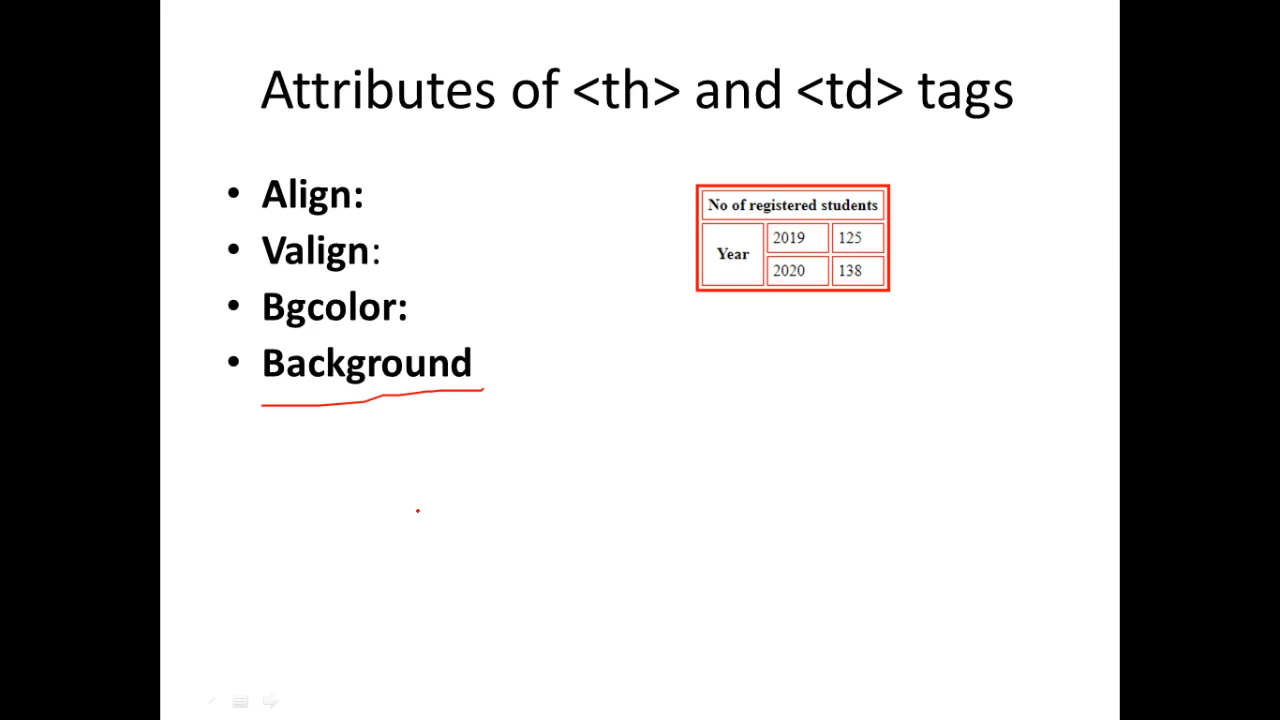 Attributes of <th> and <td> tags
• Align:
• Valign:
• Bgcolor:
• Background
No of registered students
Year
2019 125
2020 138